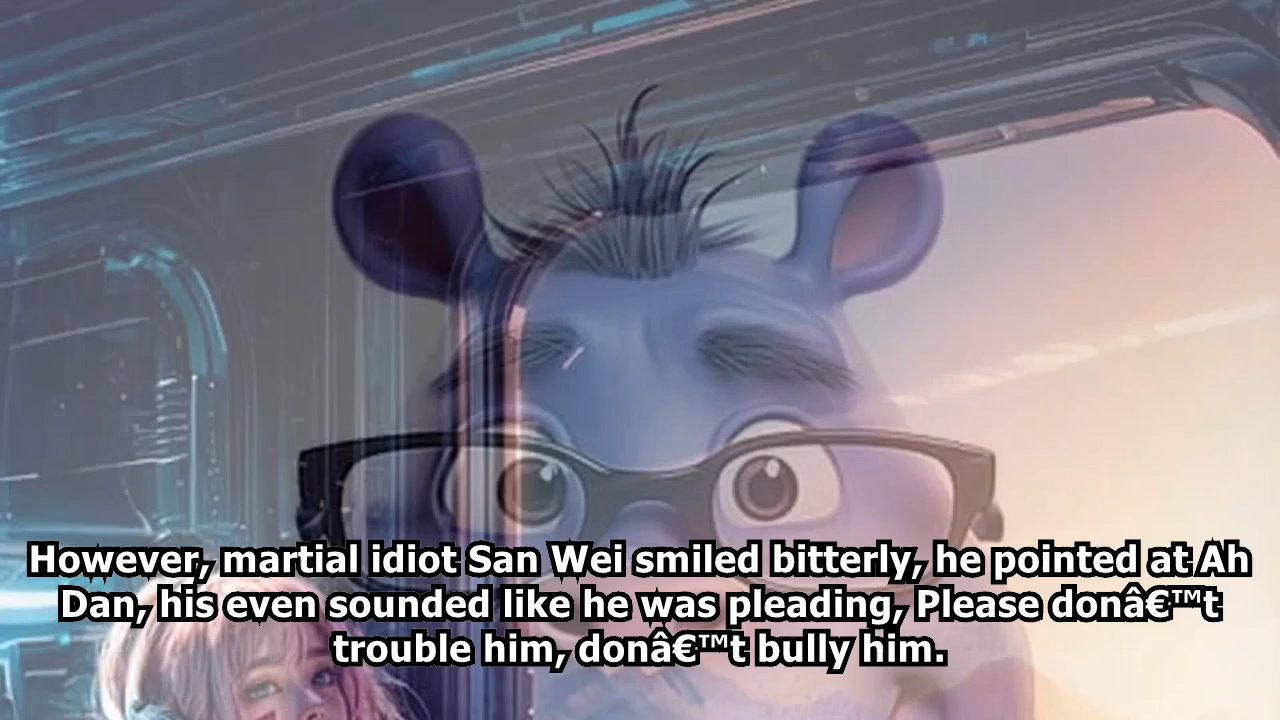 However, martial idiot San Wei smiled bitterly, he pointed at Ah
Dan, his even sounded like he was pleading, Please donâ€™t
trouble him, donâ€™t bully him.